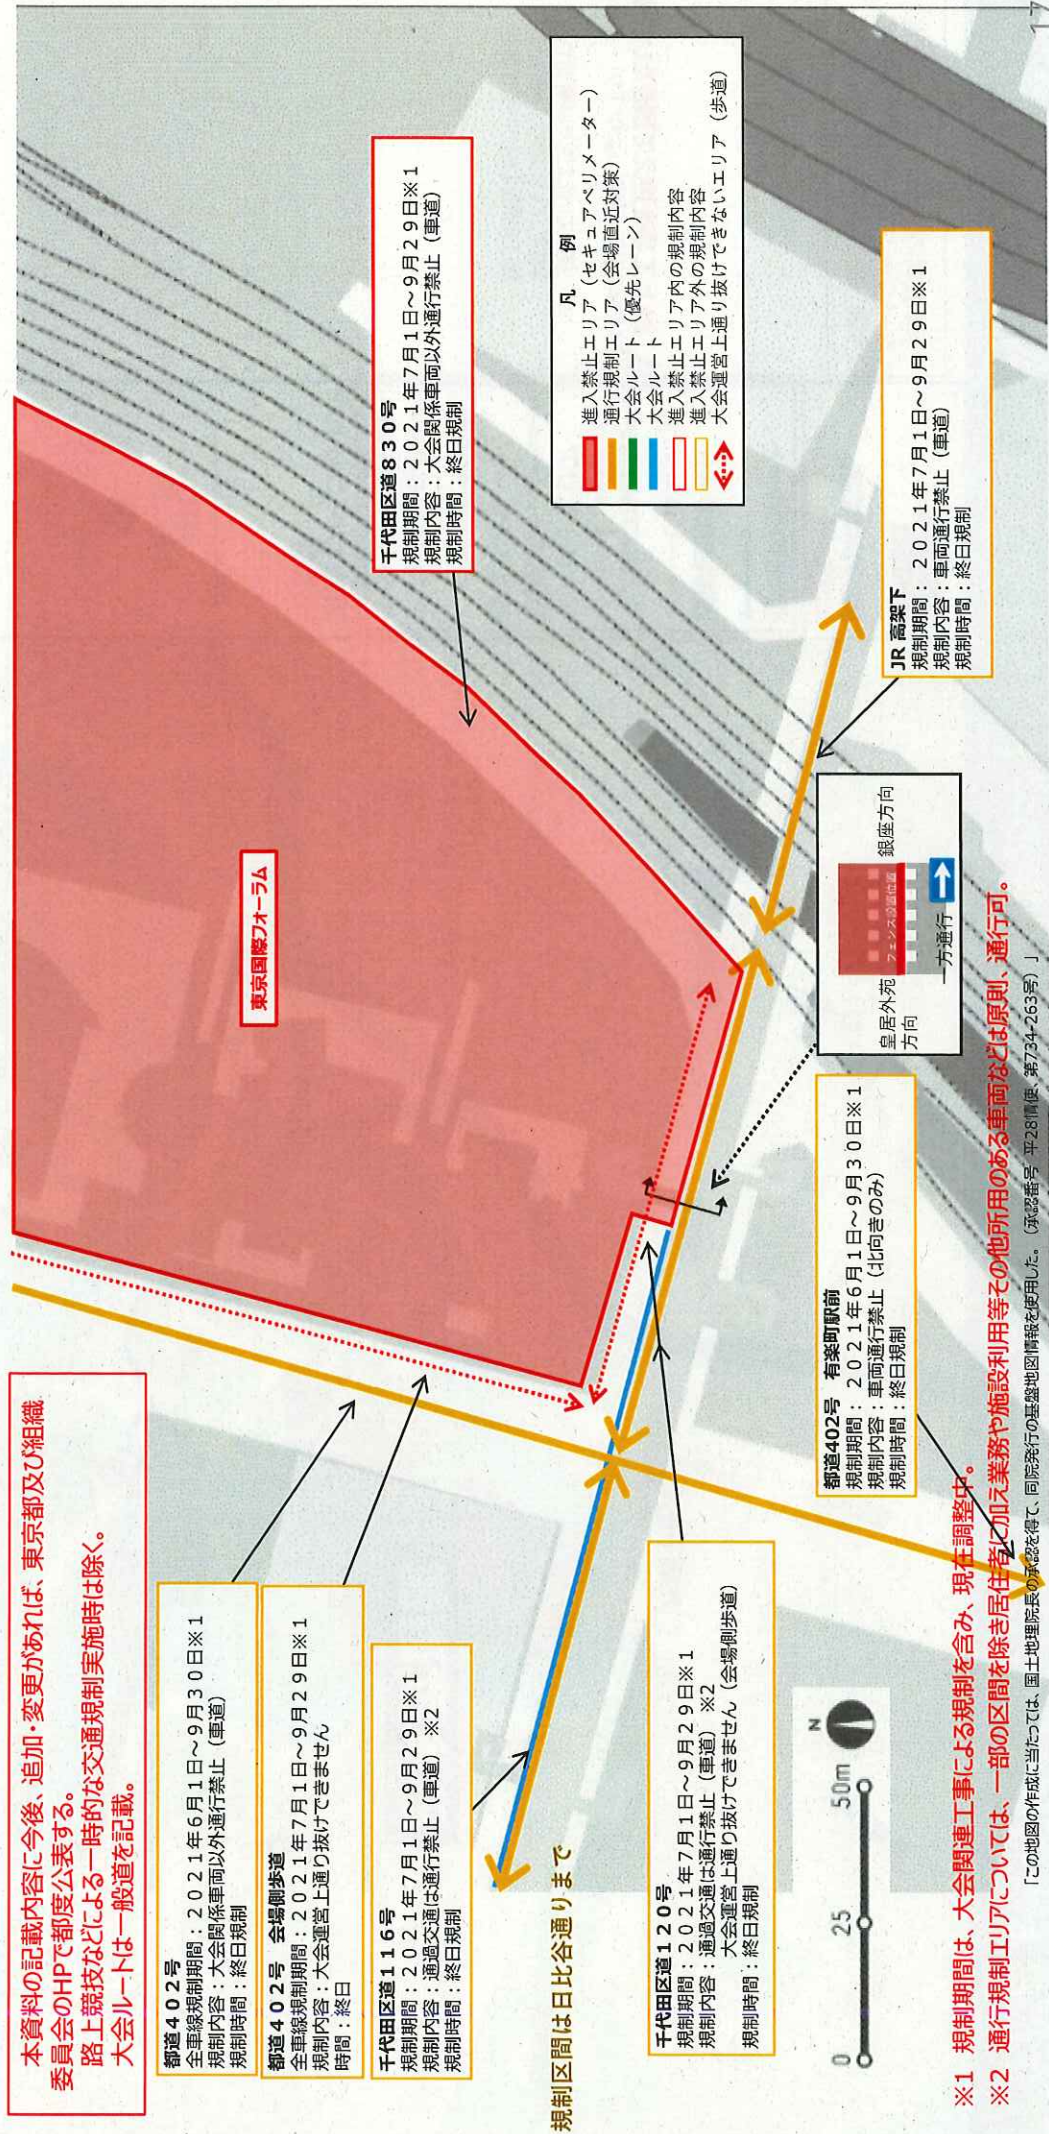 本資料の記載内容に今後、追加・変更があれば、東京都及び組織
委員会のHPで都度公表する。
路上競技などによる一時的な交通規制実施時は除く。
大会ルートは一般道を記載。
都道402号
全車線規制期間：2021年6月1日～9月30日※1
規制内容：大会関係車両以外通行禁止（車道）
規制時間：終日規制
都道402号 会場側歩道
全車線規制期間：2021年7月1日～9月29日※1
規制内容：大会運営上通り抜けできません
時間：終日
千代田区道116号
規制期間：2021年7月1日～9月29日※1
規制内容：通過交通は通行禁止（車道）※2
規制時間：終日規制
規制区間は日比谷通りまで
千代田区道120号
規制期間：2021年7月1日～9月29日※1
規制内容：通過交通は通行禁止（車道）※2
大会運営上通り抜けできません（会場側歩道）
規制時間：終日規制
東京国際フォーラム
千代田区道830号
規制期間：2021年7月1日～9月29日※1
規制内容：大会関係車両以外通行禁止（車道）
規制時間：終日規制
凡 例
進入禁止エリア（セキュアペリメーター）
通行規制エリア（会場直近対策）
大会ルート（優先レーン）
大会ルート
進入禁止エリア内の規制内容
進入禁止エリア外の規制内容
大会運営上通り抜けできないエリア（歩道）
都道402号 有楽町駅前
規制期間：2021年6月1日～9月30日※1
規制内容：車両通行禁止（北向きのみ）
規制時間：終日規制
皇居外苑
方向
フェンス設置位置
銀座方向
一方通行
JR高架下
規制期間：2021年7月1日～9月29日※1
規制内容：車両通行禁止（車道）
規制時間：終日規制
0 25 50m
N
※1 規制期間は、大会関連工事による規制を含み、現在調整中。
※2 通行規制エリアについては、一部の区間を除き居住者に加え業務や施設利用等その他所用のある車両などは原則、通行可。
「この地図の作成に当たっては、国土地理院長の承認を得て、同院発行の基盤地図情報を使用した。（承認番号 平28情使、第734-263号）」
17